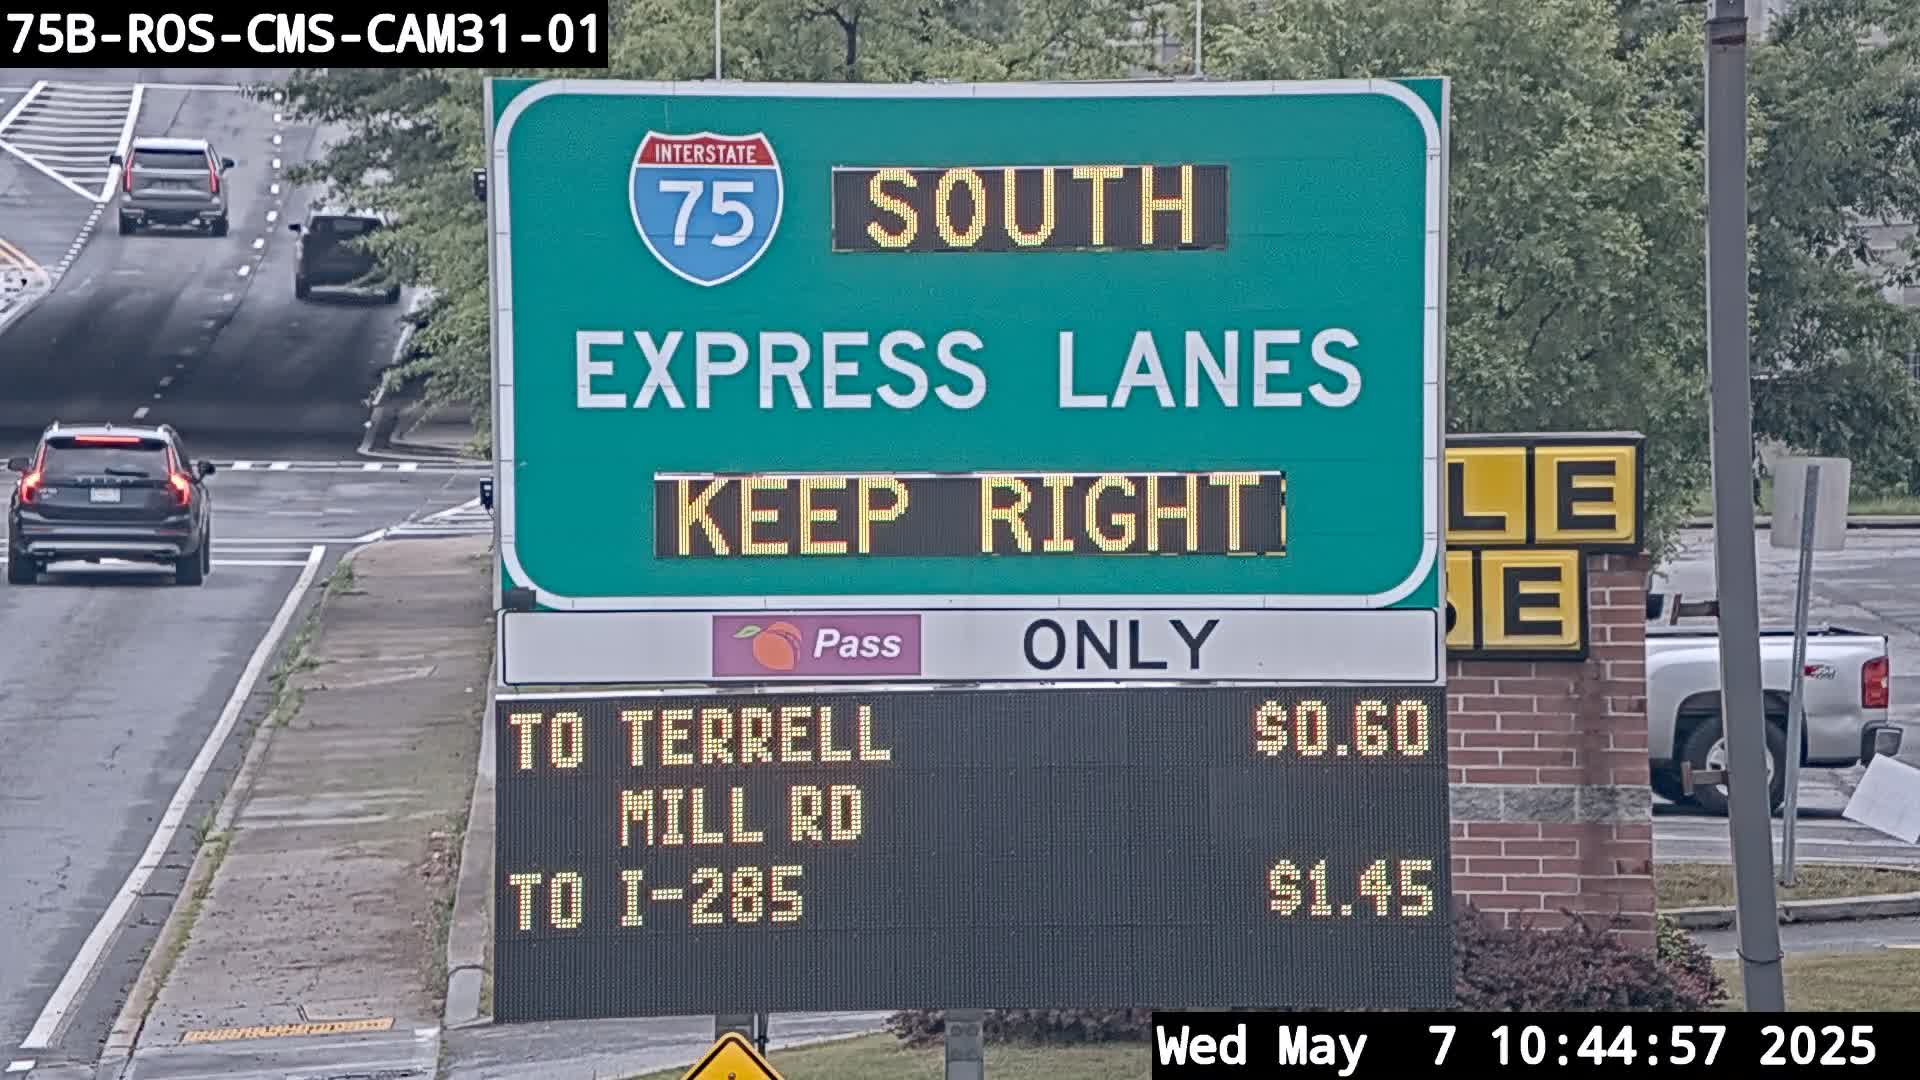 75B-ROS-CMS-CAM31-01
INTERSTATE
75
SOUTH
EXPRESS LANES
KEEP RIGHT
Pass ONLY
TO TERRELL $0.60
MILL RD
TO I-285 $1.45
LE
E
Wed May 7 10:44:57 2025